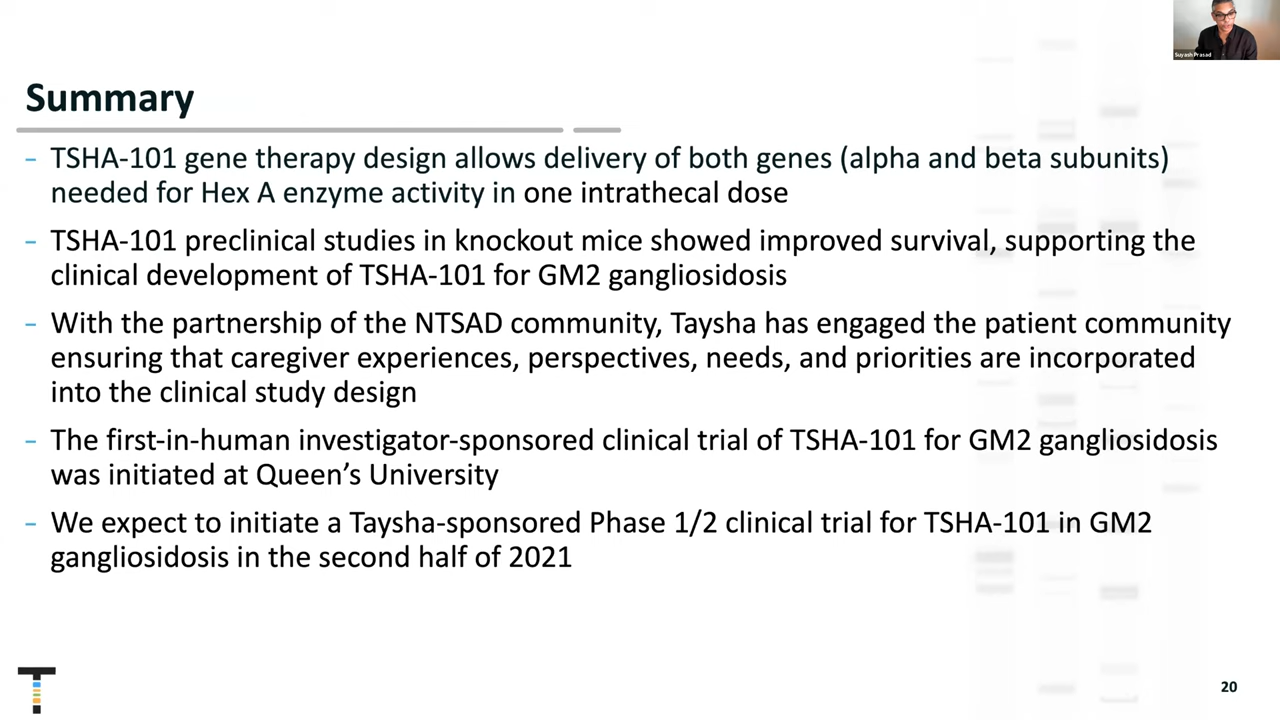 Suyash Prasad
Summary
- TSHA-101 gene therapy design allows delivery of both genes (alpha and beta subunits)
needed for Hex A enzyme activity in one intrathecal dose
- TSHA-101 preclinical studies in knockout mice showed improved survival, supporting the
clinical development of TSHA-101 for GM2 gangliosidosis
- With the partnership of the NTSAD community, Taysha has engaged the patient community
ensuring that caregiver experiences, perspectives, needs, and priorities are incorporated
into the clinical study design
- The first-in-human investigator-sponsored clinical trial of TSHA-101 for GM2 gangliosidosis
was initiated at Queen’s University
- We expect to initiate a Taysha-sponsored Phase 1/2 clinical trial for TSHA-101 in GM2
gangliosidosis in the second half of 2021
T
20